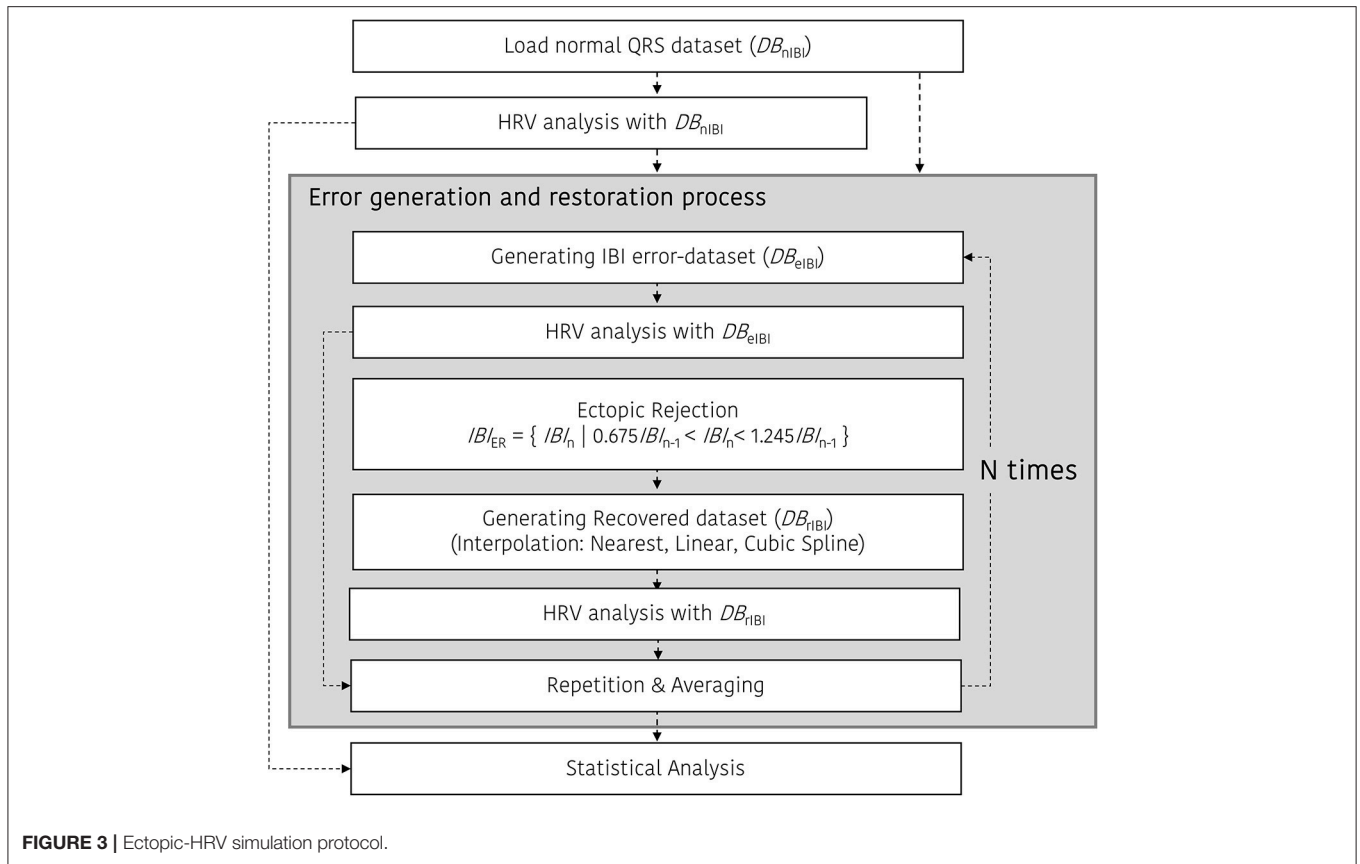 Load normal QRS dataset (DBnIBI)
HRV analysis with DBnIBI
Error generation and restoration process
Generating IBI error-dataset (DBeIBI)
HRV analysis with DBeIBI
Ectopic Rejection
IBIER = { IBIn | 0.675IBIn-1 < IBIn < 1.245IBIn-1 }
N times
Generating Recovered dataset (DBrIBI)
(Interpolation: Nearest, Linear, Cubic Spline)
HRV analysis with DBrIBI
Repetition & Averaging
Statistical Analysis
FIGURE 3 | Ectopic-HRV simulation protocol.